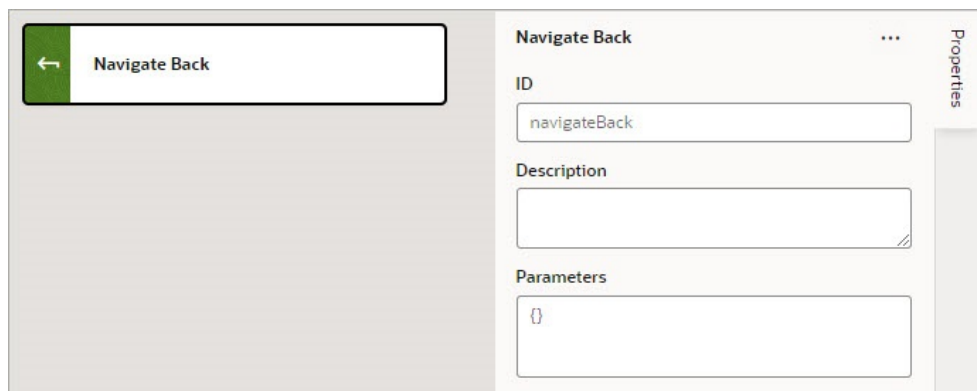 Navigate Back
Navigate Back
...
ID
navigateBack
Description
Parameters
{}
Properties